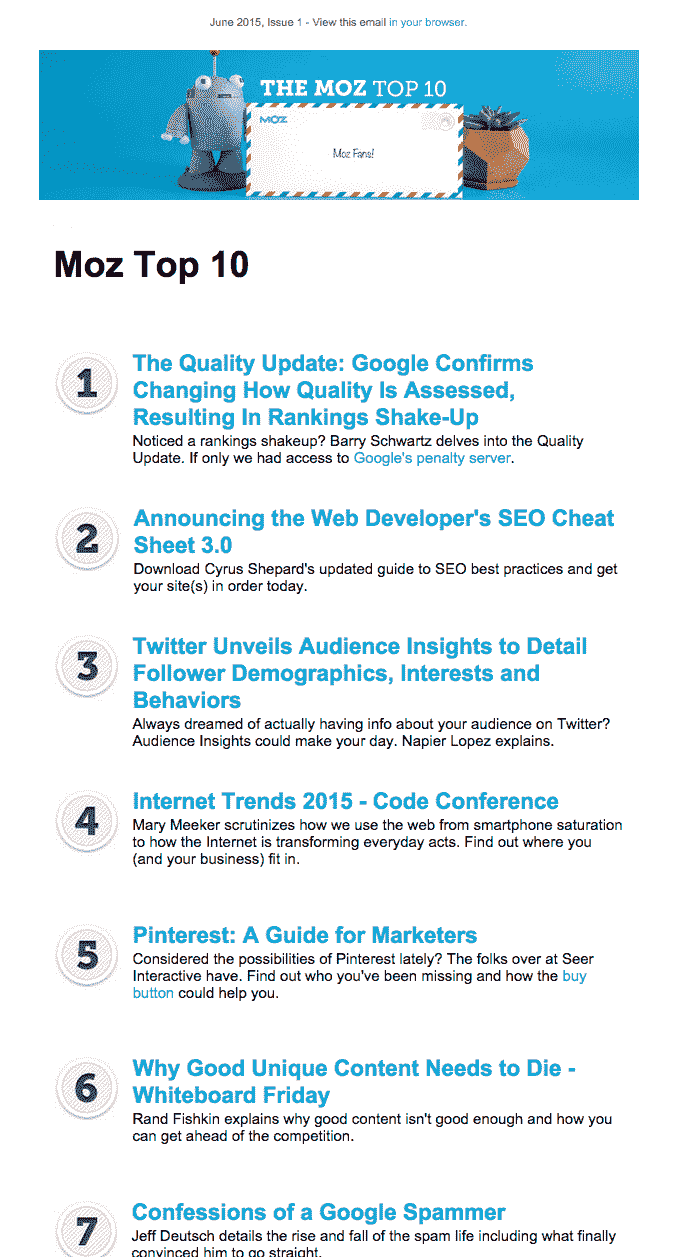 June 2015, Issue 1 - View this email in your browser.
THE MOZ TOP 10
MOZ
Moz Fans!
Moz Top 10
1
The Quality Update: Google Confirms
Changing How Quality Is Assessed,
Resulting In Rankings Shake-Up
Noticed a rankings shakeup? Barry Schwartz delves into the Quality
Update. If only we had access to Google's penalty server.
2
Announcing the Web Developer's SEO Cheat
Sheet 3.0
Download Cyrus Shepard's updated guide to SEO best practices and get
your site(s) in order today.
3
Twitter Unveils Audience Insights to Detail
Follower Demographics, Interests and
Behaviors
Always dreamed of actually having info about your audience on Twitter?
Audience Insights could make your day. Napier Lopez explains.
4
Internet Trends 2015 - Code Conference
Mary Meeker scrutinizes how we use the web from smartphone saturation
to how the Internet is transforming everyday acts. Find out where you
(and your business) fit in.
5
Pinterest: A Guide for Marketers
Considered the possibilities of Pinterest lately? The folks over at Seer
Interactive have. Find out who you've been missing and how the buy
button could help you.
6
Why Good Unique Content Needs to Die -
Whiteboard Friday
Rand Fishkin explains why good content isn't good enough and how you
can get ahead of the competition.
7
Confessions of a Google Spammer
Jeff Deutsch details the rise and fall of the spam life including what finally
convinced him to go straight.